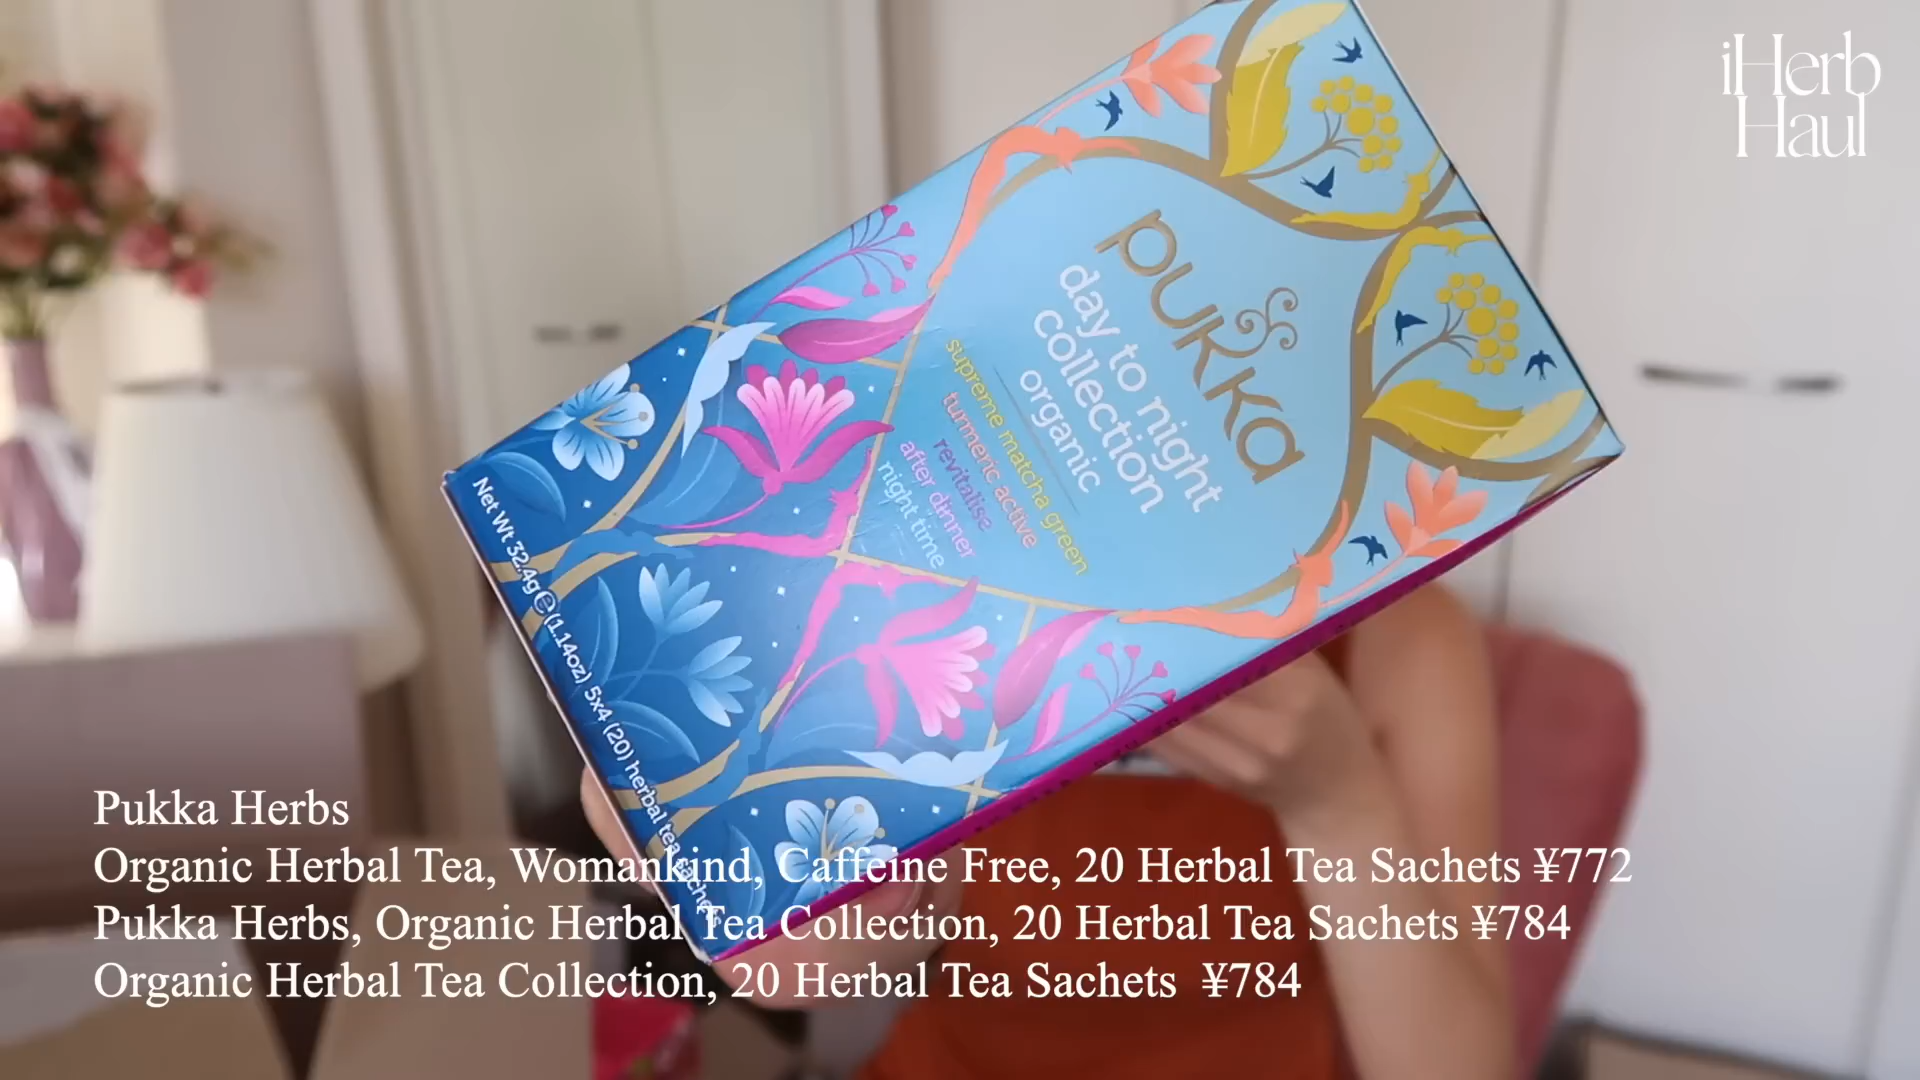 iHerb
Haul
pukka
day to night
collection
organic
supreme matcha green
turmeric active
revitalise
after dinner
night time
Net Wt 32.4g℮(1.14oz) 5x4 (20) herbal tea sachets
Pukka Herbs
Organic Herbal Tea, Womankind, Caffeine Free, 20 Herbal Tea Sachets ¥772
Pukka Herbs, Organic Herbal Tea Collection, 20 Herbal Tea Sachets ¥784
Organic Herbal Tea Collection, 20 Herbal Tea Sachets ¥784